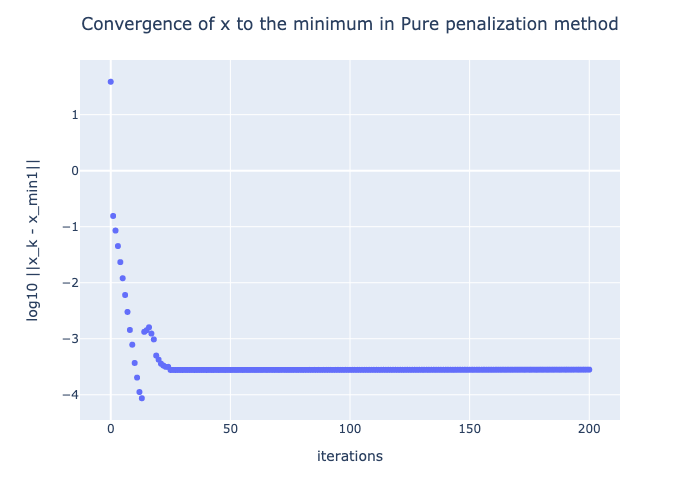 Convergence of x to the minimum in Pure penalization method
log10 ||x_k - x_min1||
1
0
−1
−2
−3
−4
0 50 100 150 200
iterations